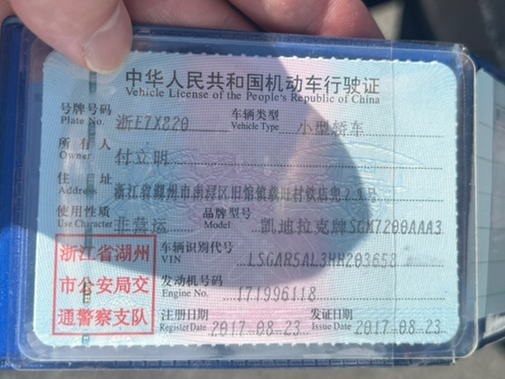 中华人民共和国机动车行驶证
Vehicle License of the People's Republic of China
号牌号码 Plate No. 浙E7X820 车辆类型 Vehicle Type 小型轿车
所有人 Owner 付立明
住址 Address 浙江省湖州市南浔区旧馆镇 村 兜2 号
使用性质 Use Character 非营运 品牌型号 Model 凯迪拉克牌SGM7200AAA3
浙江省湖州市公安局交通警察支队
车辆识别代号 VIN LSGAR5AL3HH203658
发动机号码 Engine No. 171996118
注册日期 Register Date 2017-08-23 发证日期 Issue Date 2017-08-23